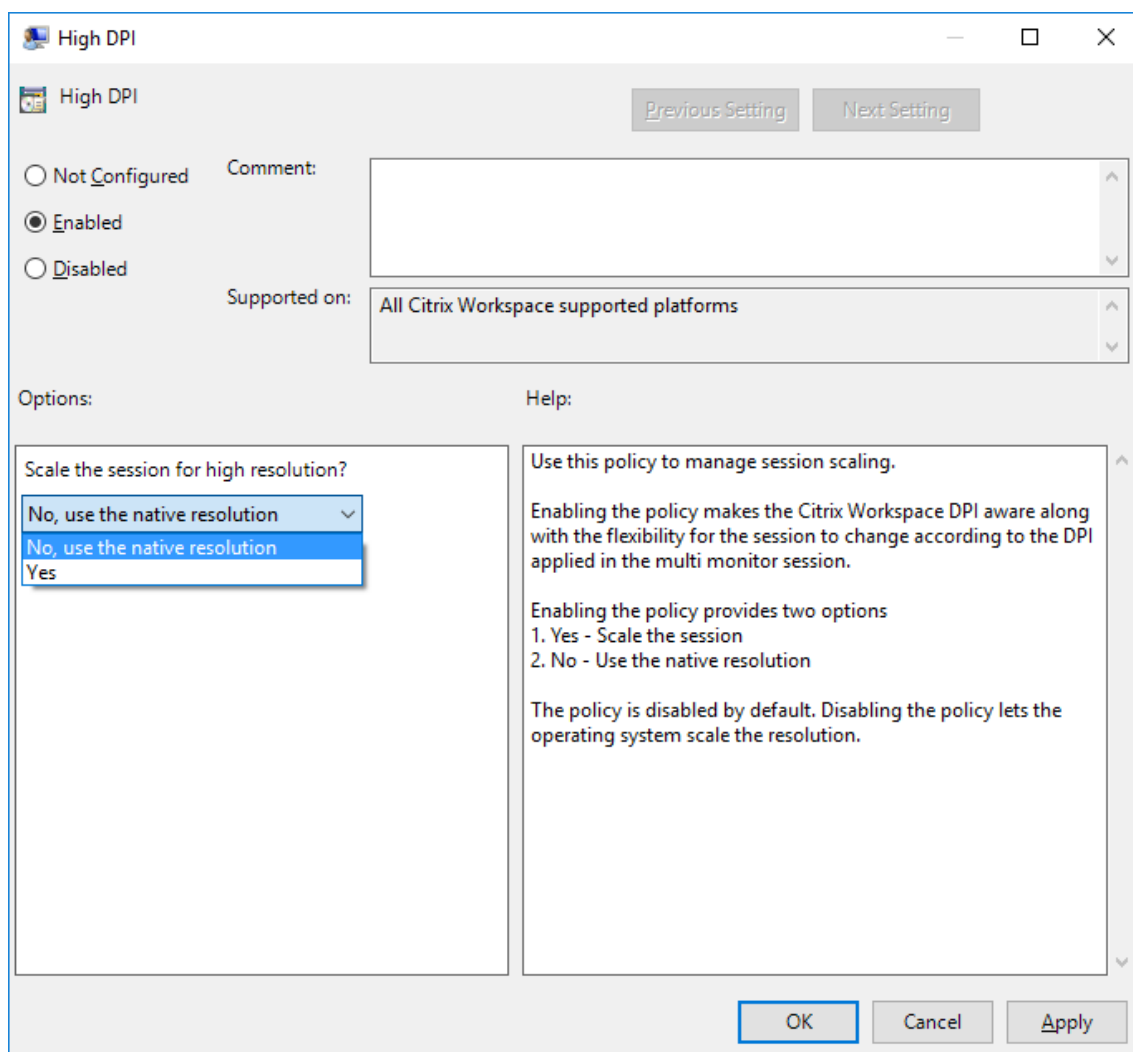 High DPI
High DPI
Previous Setting
Next Setting
Not Configured
Comment:
Enabled
Disabled
Supported on:
All Citrix Workspace supported platforms
Options:
Help:
Scale the session for high resolution?
No, use the native resolution
No, use the native resolution
Yes
Use this policy to manage session scaling.
Enabling the policy makes the Citrix Workspace DPI aware along
with the flexibility for the session to change according to the DPI
applied in the multi monitor session.
Enabling the policy provides two options
1. Yes - Scale the session
2. No - Use the native resolution
The policy is disabled by default. Disabling the policy lets the
operating system scale the resolution.
OK
Cancel
Apply